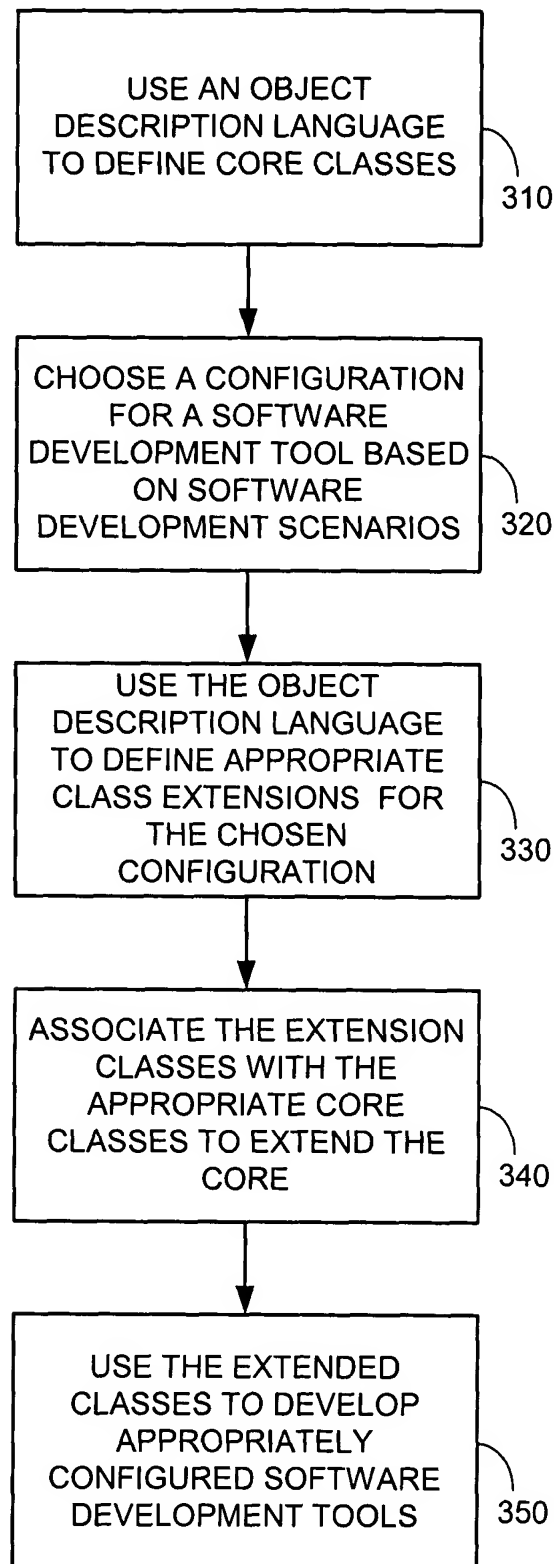 USE AN OBJECT
DESCRIPTION LANGUAGE
TO DEFINE CORE CLASSES
310
CHOOSE A CONFIGURATION
FOR A SOFTWARE
DEVELOPMENT TOOL BASED
ON SOFTWARE
DEVELOPMENT SCENARIOS
320
USE THE OBJECT
DESCRIPTION LANGUAGE
TO DEFINE APPROPRIATE
CLASS EXTENSIONS FOR
THE CHOSEN
CONFIGURATION
330
ASSOCIATE THE EXTENSION
CLASSES WITH THE
APPROPRIATE CORE
CLASSES TO EXTEND THE
CORE
340
USE THE EXTENDED
CLASSES TO DEVELOP
APPROPRIATELY
CONFIGURED SOFTWARE
DEVELOPMENT TOOLS
350